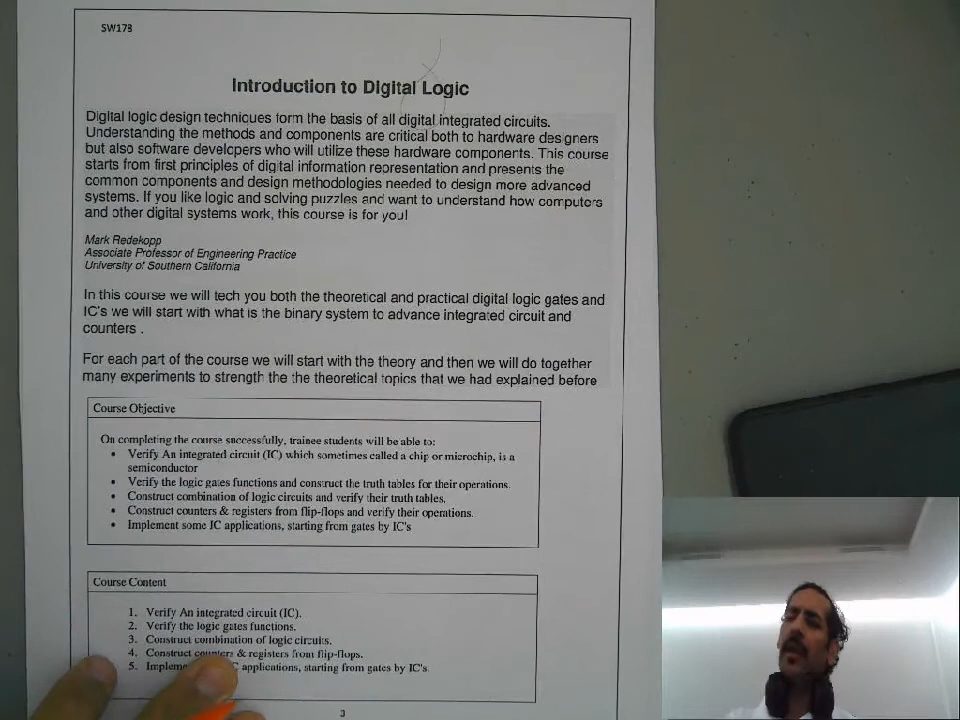 SW173
Introduction to Digital Logic
Digital logic design techniques form the basis of all digital integrated circuits.
Understanding the methods and components are critical both to hardware designers
but also software developers who will utilize these hardware components. This course
starts from first principles of digital information representation and presents the
common components and design methodologies needed to design more advanced
systems. If you like logic and solving puzzles and want to understand how computers
and other digital systems work, this course is for you!
Mark Redekopp
Associate Professor of Engineering Practice
University of Southern California
In this course we will tech you both the theoretical and practical digital logic gates and
IC's we will start with what is the binary system to advance integrated circuit and
counters .
For each part of the course we will start with the theory and then we will do together
many experiments to strength the the theoretical topics that we had explained before
Course Objective
On completing the course successfully, trainee students will be able to:
• Verify An integrated circuit (IC) which sometimes called a chip or microchip, is a
semiconductor
• Verify the logic gates functions and construct the truth tables for their operations.
• Construct combination of logic circuits and verify their truth tables.
• Construct counters & registers from flip-flops and verify their operations.
• Implement some IC applications, starting from gates by IC's
Course Content
1. Verify An integrated circuit (IC).
2. Verify the logic gates functions.
3. Construct combination of logic circuits.
4. Construct counters & registers from flip-flops.
5. applications, starting from gates by IC's.
3